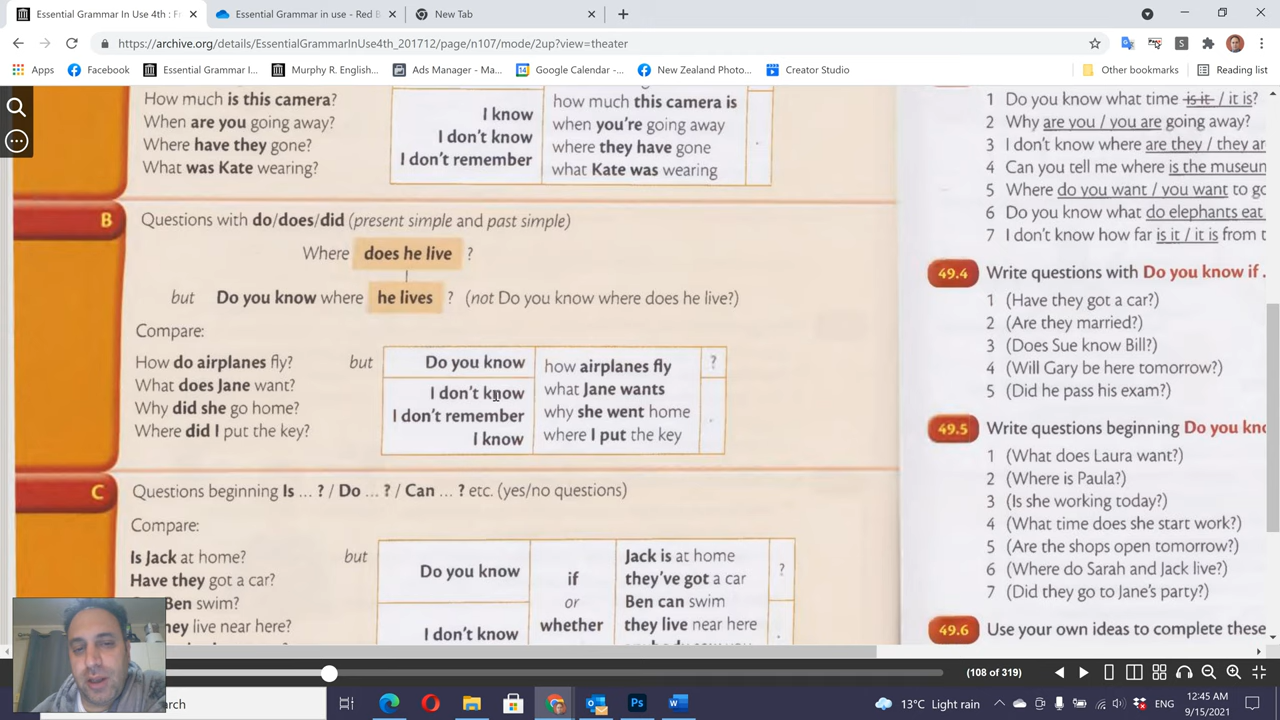 Essential Grammar In Use 4th : Fr
Essential Grammar in use - Red B
New Tab
https://archive.org/details/EssentialGrammarInUse4th_201712/page/n107/mode/2up?view=theater
Apps
Facebook
Essential Grammar I...
Murphy R. English...
Ads Manager - Ma...
Google Calendar -...
New Zealand Photo...
Creator Studio
Other bookmarks
Reading list
How much is this camera?
When are you going away?
Where have they gone?
What was Kate wearing?
I know
I don't know
I don't remember
how much this camera is
when you're going away
where they have gone
what Kate was wearing
.
B
Questions with do/does/did (present simple and past simple)
Where does he live ?
but Do you know where he lives ? (not Do you know where does he live?)
Compare:
How do airplanes fly?
What does Jane want?
Why did she go home?
Where did I put the key?
but
Do you know
I don't know
I don't remember
I know
how airplanes fly
what Jane wants
why she went home
where I put the key
?
.
C
Questions beginning Is ... ? / Do ... ? / Can ... ? etc. (yes/no questions)
Compare:
Is Jack at home?
Have they got a car?
Ben swim?
hey live near here?
but
Do you know
I don't know
if
or
whether
Jack is at home
they've got a car
Ben can swim
they live near here
?
.
1 Do you know what time is it / it is?
2 Why are you / you are going away?
3 I don't know where are they / they ar
4 Can you tell me where is the museum
5 Where do you want / you want to go
6 Do you know what do elephants eat
7 I don't know how far is it / it is from t
49.4 Write questions with Do you know if .
1 (Have they got a car?)
2 (Are they married?)
3 (Does Sue know Bill?)
4 (Will Gary be here tomorrow?)
5 (Did he pass his exam?)
49.5 Write questions beginning Do you kno
1 (What does Laura want?)
2 (Where is Paula?)
3 (Is she working today?)
4 (What time does she start work?)
5 (Are the shops open tomorrow?)
6 (Where do Sarah and Jack live?)
7 (Did they go to Jane's party?)
49.6 Use your own ideas to complete these
(108 of 319)
earch
13°C Light rain
ENG
12:45 AM
9/15/2021